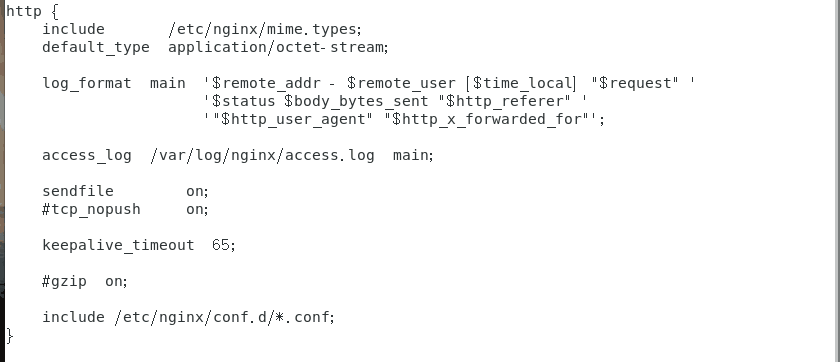 http {
    include       /etc/nginx/mime.types;
    default_type  application/octet-stream;
    log_format  main  '$remote_addr - $remote_user [$time_local] "$request" '
                      '$status $body_bytes_sent "$http_referer" '
                      '"$http_user_agent" "$http_x_forwarded_for"';
    access_log  /var/log/nginx/access.log  main;
    sendfile        on;
    #tcp_nopush     on;
    keepalive_timeout  65;
    #gzip  on;
    include /etc/nginx/conf.d/*.conf;
}